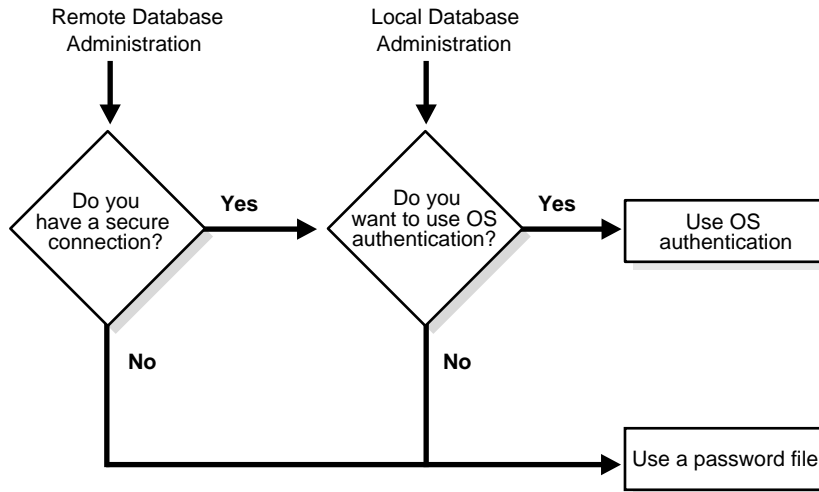 Remote Database
Administration
Local Database
Administration
Do you
have a secure
connection?
Yes
Do you
want to use OS
authentication?
Yes
Use OS
authentication
No
No
Use a password file